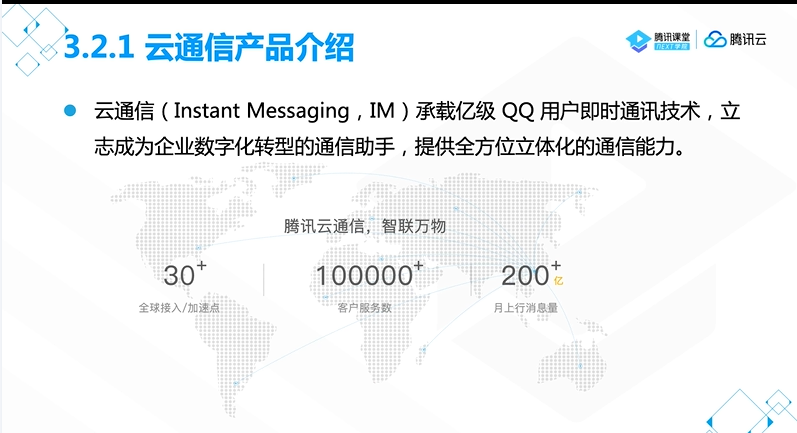 3.2.1 云通信产品介绍
腾讯课堂
NEXT学院
腾讯云
云通信（Instant Messaging，IM）承载亿级 QQ 用户即时通讯技术，立
志成为企业数字化转型的通信助手，提供全方位立体化的通信能力。
腾讯云通信，智联万物
30+
100000+
200+亿
全球接入/加速点
客户服务数
月上行消息量